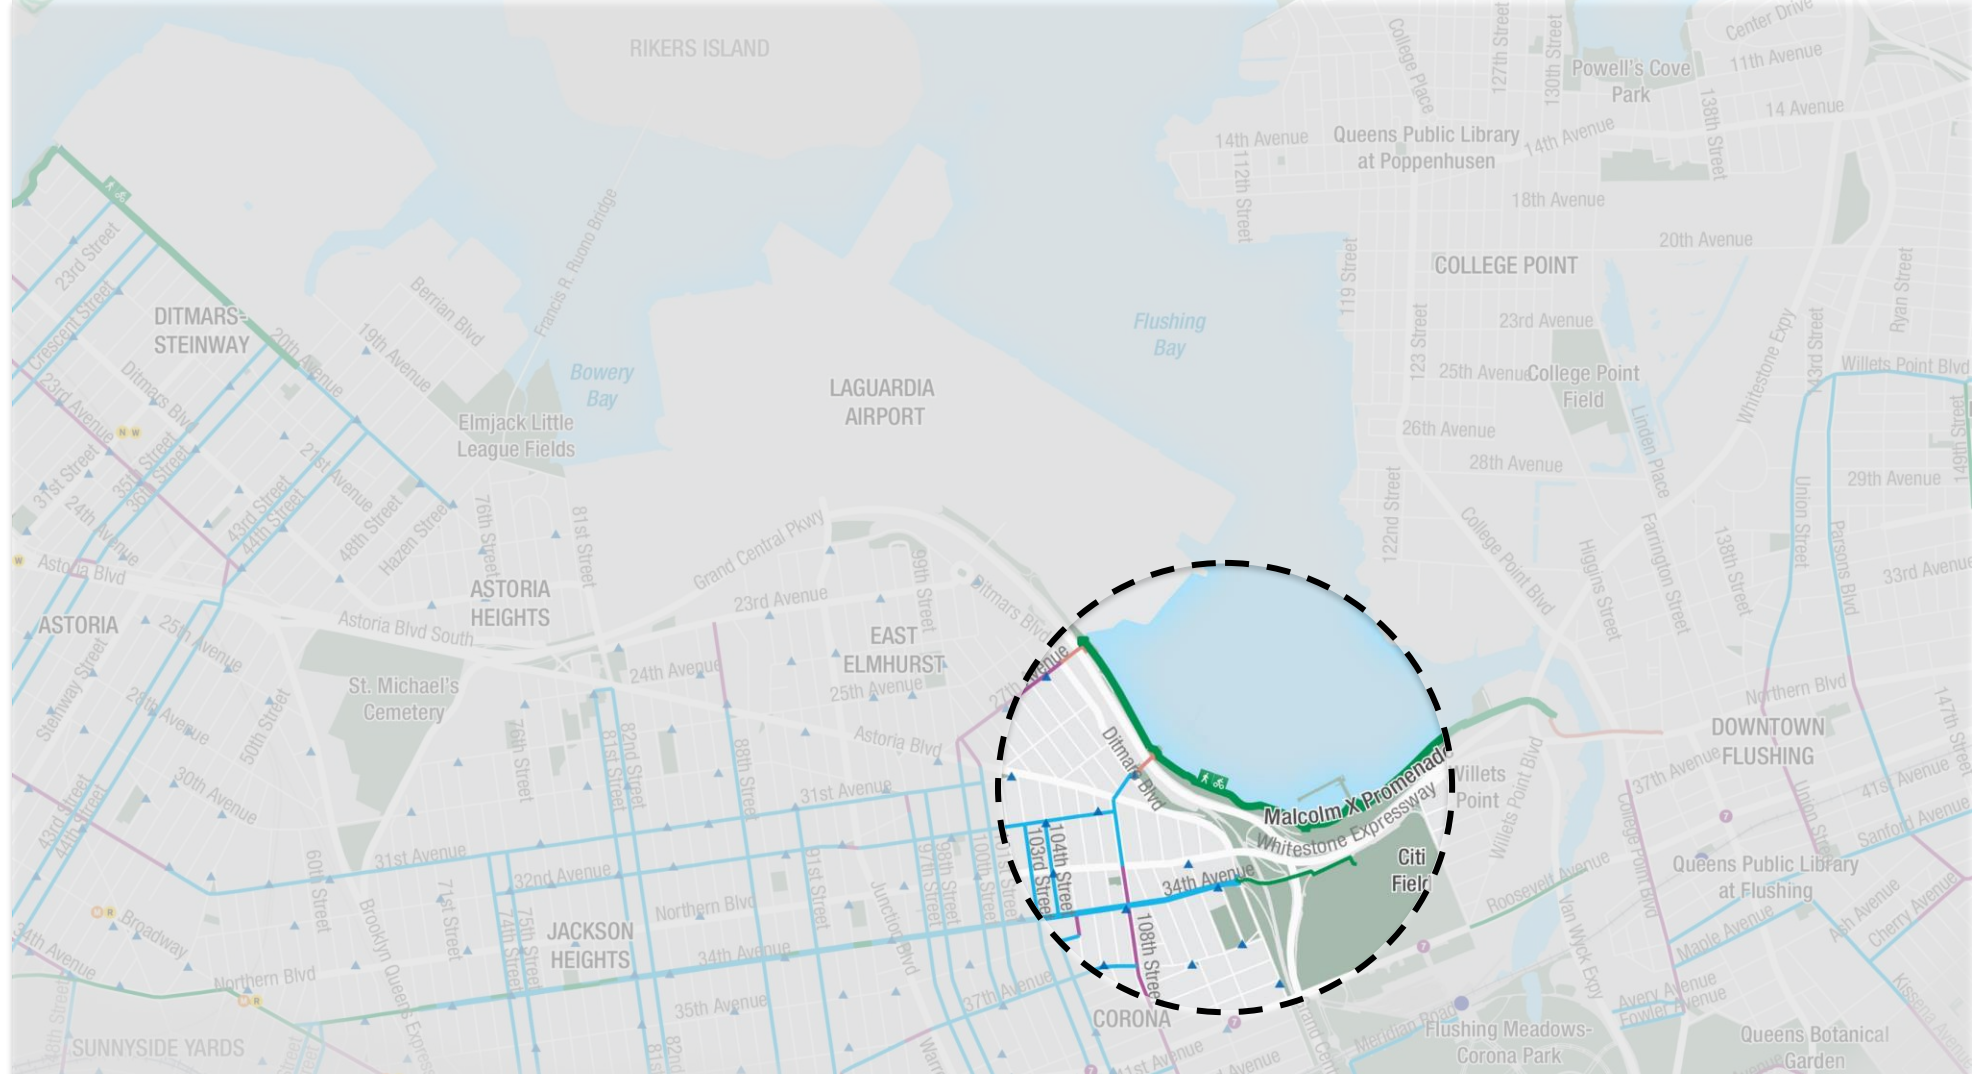 RIKERS ISLAND
College Place
127th Street
130th Street
Center Drive
11th Avenue
Powell's Cove
Park
138th Street
14 Avenue
14th Avenue
Queens Public Library
at Poppenhusen
14th Avenue
112th Street
18th Avenue
20th Avenue
COLLEGE POINT
119 Street
Ryan Street
23rd Street
Francis R. Ruono Bridge
Berrian Blvd
DITMARS-
STEINWAY
Crescent Street
20th Avenue
19th Avenue
Flushing
Bay
23rd Avenue
123 Street
Whitestone Expy
143rd Street
Willets Point Blvd
Bowery
Bay
LAGUARDIA
AIRPORT
25th Avenue
College Point
Field
Ditmars Blvd
23rd Avenue
N W
Elmjack Little
League Fields
26th Avenue
Linden Place
149th Street
28th Avenue
29th Avenue
31st Street
35th Street
36th Street
21st Avenue
24th Avenue
43rd Street
44th Street
48th Street
Hazen Street
76th Street
81st Street
Grand Central Pkwy
122nd Street
College Point Blvd
Union Street
Parsons Blvd
Farrington Street
138th Street
Higgins Street
33rd Avenue
W
Astoria Blvd
99th Street
Ditmars Blvd
ASTORIA
HEIGHTS
23rd Avenue
ASTORIA
25th Avenue
Astoria Blvd South
EAST
ELMHURST
24th Avenue
25th Avenue
27th Avenue
Steinway Street
St. Michael's
Cemetery
28th Avenue
50th Street
Northern Blvd
147th Street
DOWNTOWN
FLUSHING
76th Street
81st Street
82nd Street
88th Street
Astoria Blvd
Ditmars Blvd
Willets
Point
Willets Point Blvd
37th Avenue
30th Avenue
31st Avenue
Malcolm X Promenade
Whitestone Expressway
College Point Blvd
Union Street
41st Avenue
Sanford Avenue
43rd Street
44th Street
31st Avenue
32nd Avenue
60th Street
71st Street
74th Street
75th Street
91st Street
97th Street
98th Street
100th Street
103rd Street
104th Street
Citi
Field
34th Avenue
Queens Public Library
at Flushing
Roosevelt Avenue
M R
Broadway
34th Avenue
Northern Blvd
Northern Blvd
JACKSON
HEIGHTS
34th Avenue
Junction Blvd
108th Street
7
Van Wyck Expy
Maple Avenue
Ash Avenue
Cherry Avenue
M R
Brooklyn Queens Express
35th Avenue
37th Avenue
CORONA
7
Meridian Road
Avery Avenue
Fowler Avenue
Kissena Avenue
SUNNYSIDE YARDS
Flushing Meadows-
Corona Park
Queens Botanical
Garden
41st Avenue
7